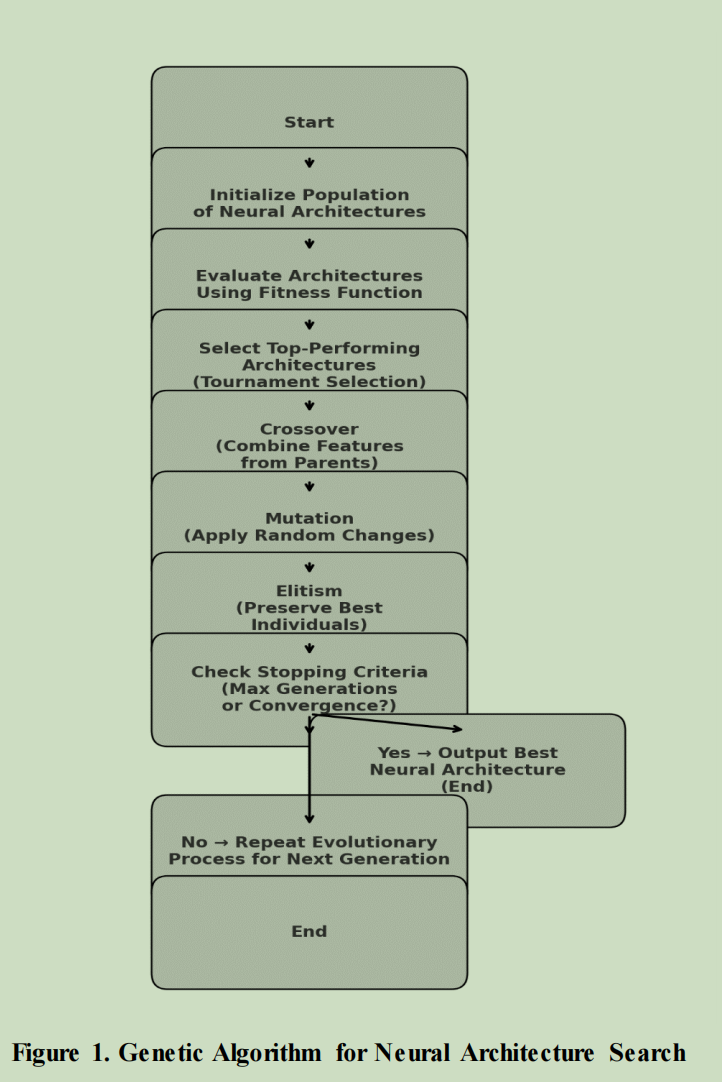 Start
Initialize Population
of Neural Architectures
Evaluate Architectures
Using Fitness Function
Select Top-Performing
Architectures
(Tournament Selection)
Crossover
(Combine Features
from Parents)
Mutation
(Apply Random Changes)
Elitism
(Preserve Best
Individuals)
Check Stopping Criteria
(Max Generations
or Convergence?)
Yes → Output Best
Neural Architecture
(End)
No → Repeat Evolutionary
Process for Next Generation
End
Figure 1. Genetic Algorithm for Neural Architecture Search